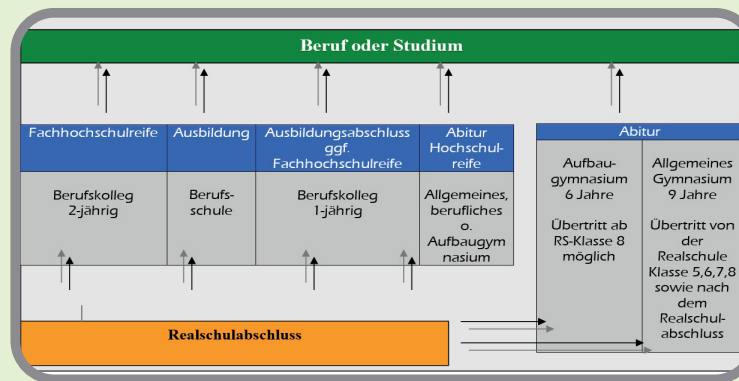 Beruf oder Studium
Fachhochschulreife
Ausbildung
Ausbildungsabschluss
ggf.
Fachhochschulreife
Abitur
Hochschul-
reife
Berufskolleg
2-jährig
Berufs-
schule
Berufskolleg
1-jährig
Allgemeines,
berufliches
o.
Aufbaugym
nasium
Abitur
Aufbau-
gymnasium
6 Jahre
Übertritt ab
RS-Klasse 8
möglich
Allgemeines
Gymnasium
9 Jahre
Übertritt von
der
Realschule
Klasse 5,6,7,8
sowie nach
dem
Realschul-
abschluss
Realschulabschluss